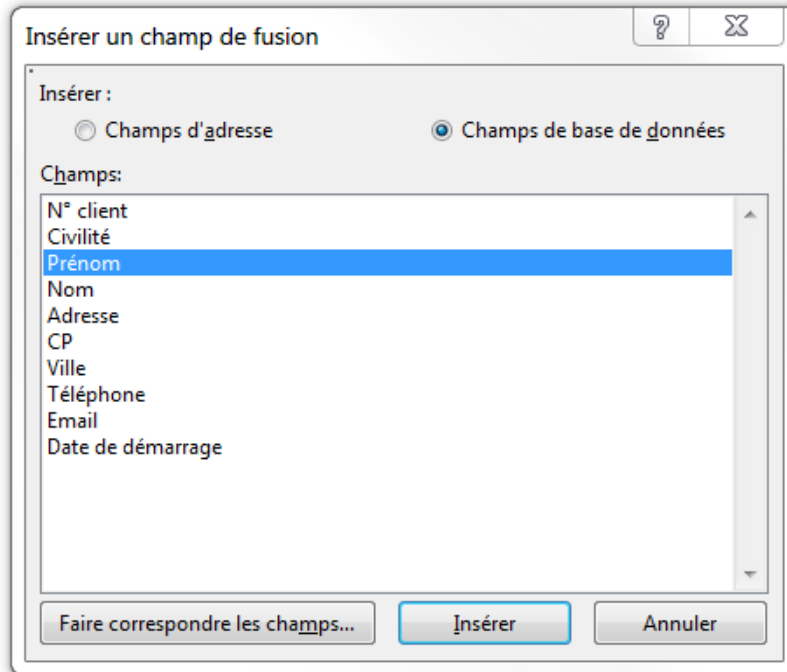 Insérer un champ de fusion
Insérer :
Champs d'adresse Champs de base de données
Champs:
N° client
Civilité
Prénom
Nom
Adresse
CP
Ville
Téléphone
Email
Date de démarrage
Faire correspondre les champs... Insérer Annuler